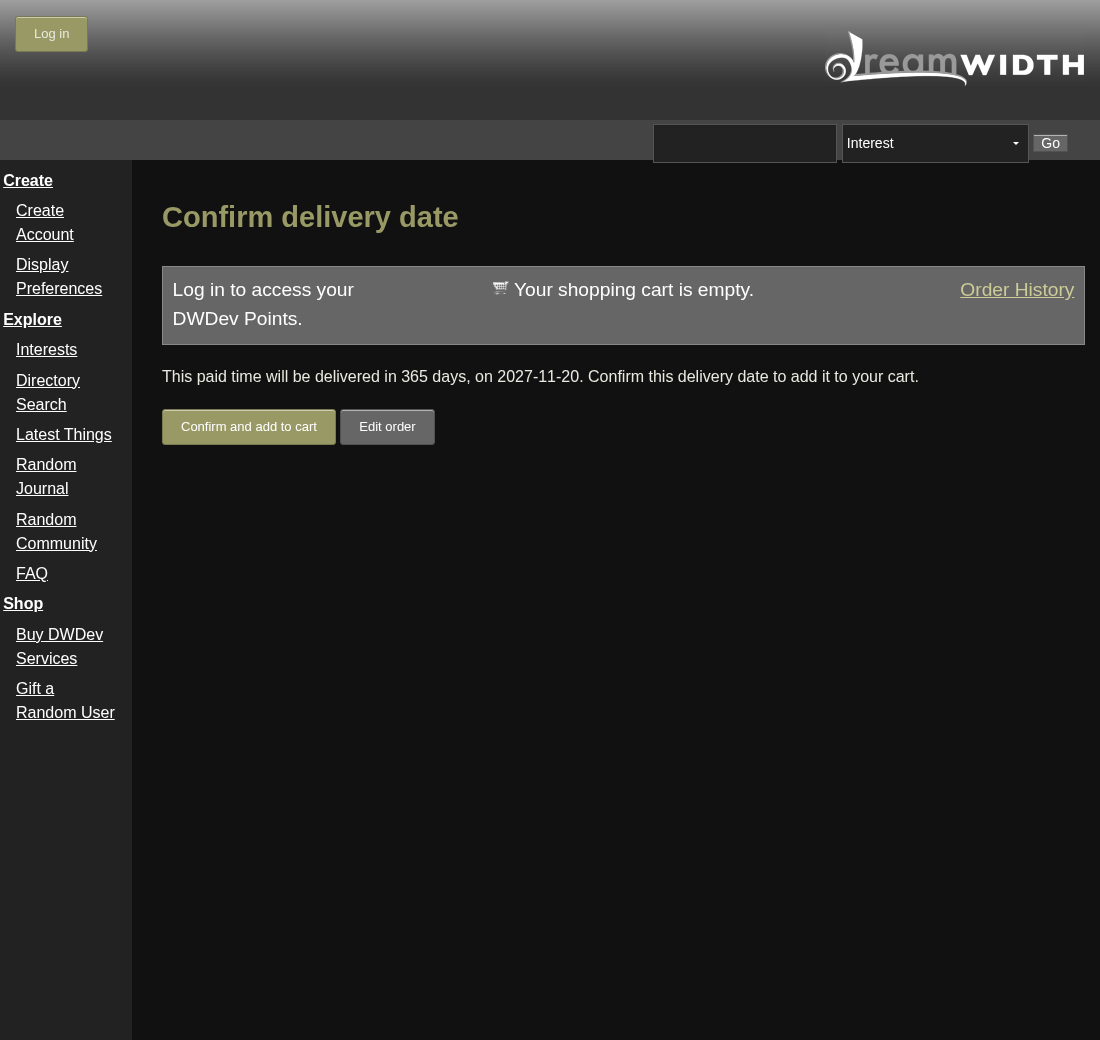 Log in
dreamwidth
Interest
Go
Create
Create
Account
Display
Preferences
Explore
Interests
Directory
Search
Latest Things
Random
Journal
Random
Community
FAQ
Shop
Buy DWDev
Services
Gift a
Random User
Confirm delivery date
Log in to access your
DWDev Points.
Your shopping cart is empty.
Order History
This paid time will be delivered in 365 days, on 2027-11-20. Confirm this delivery date to add it to your cart.
Confirm and add to cart
Edit order